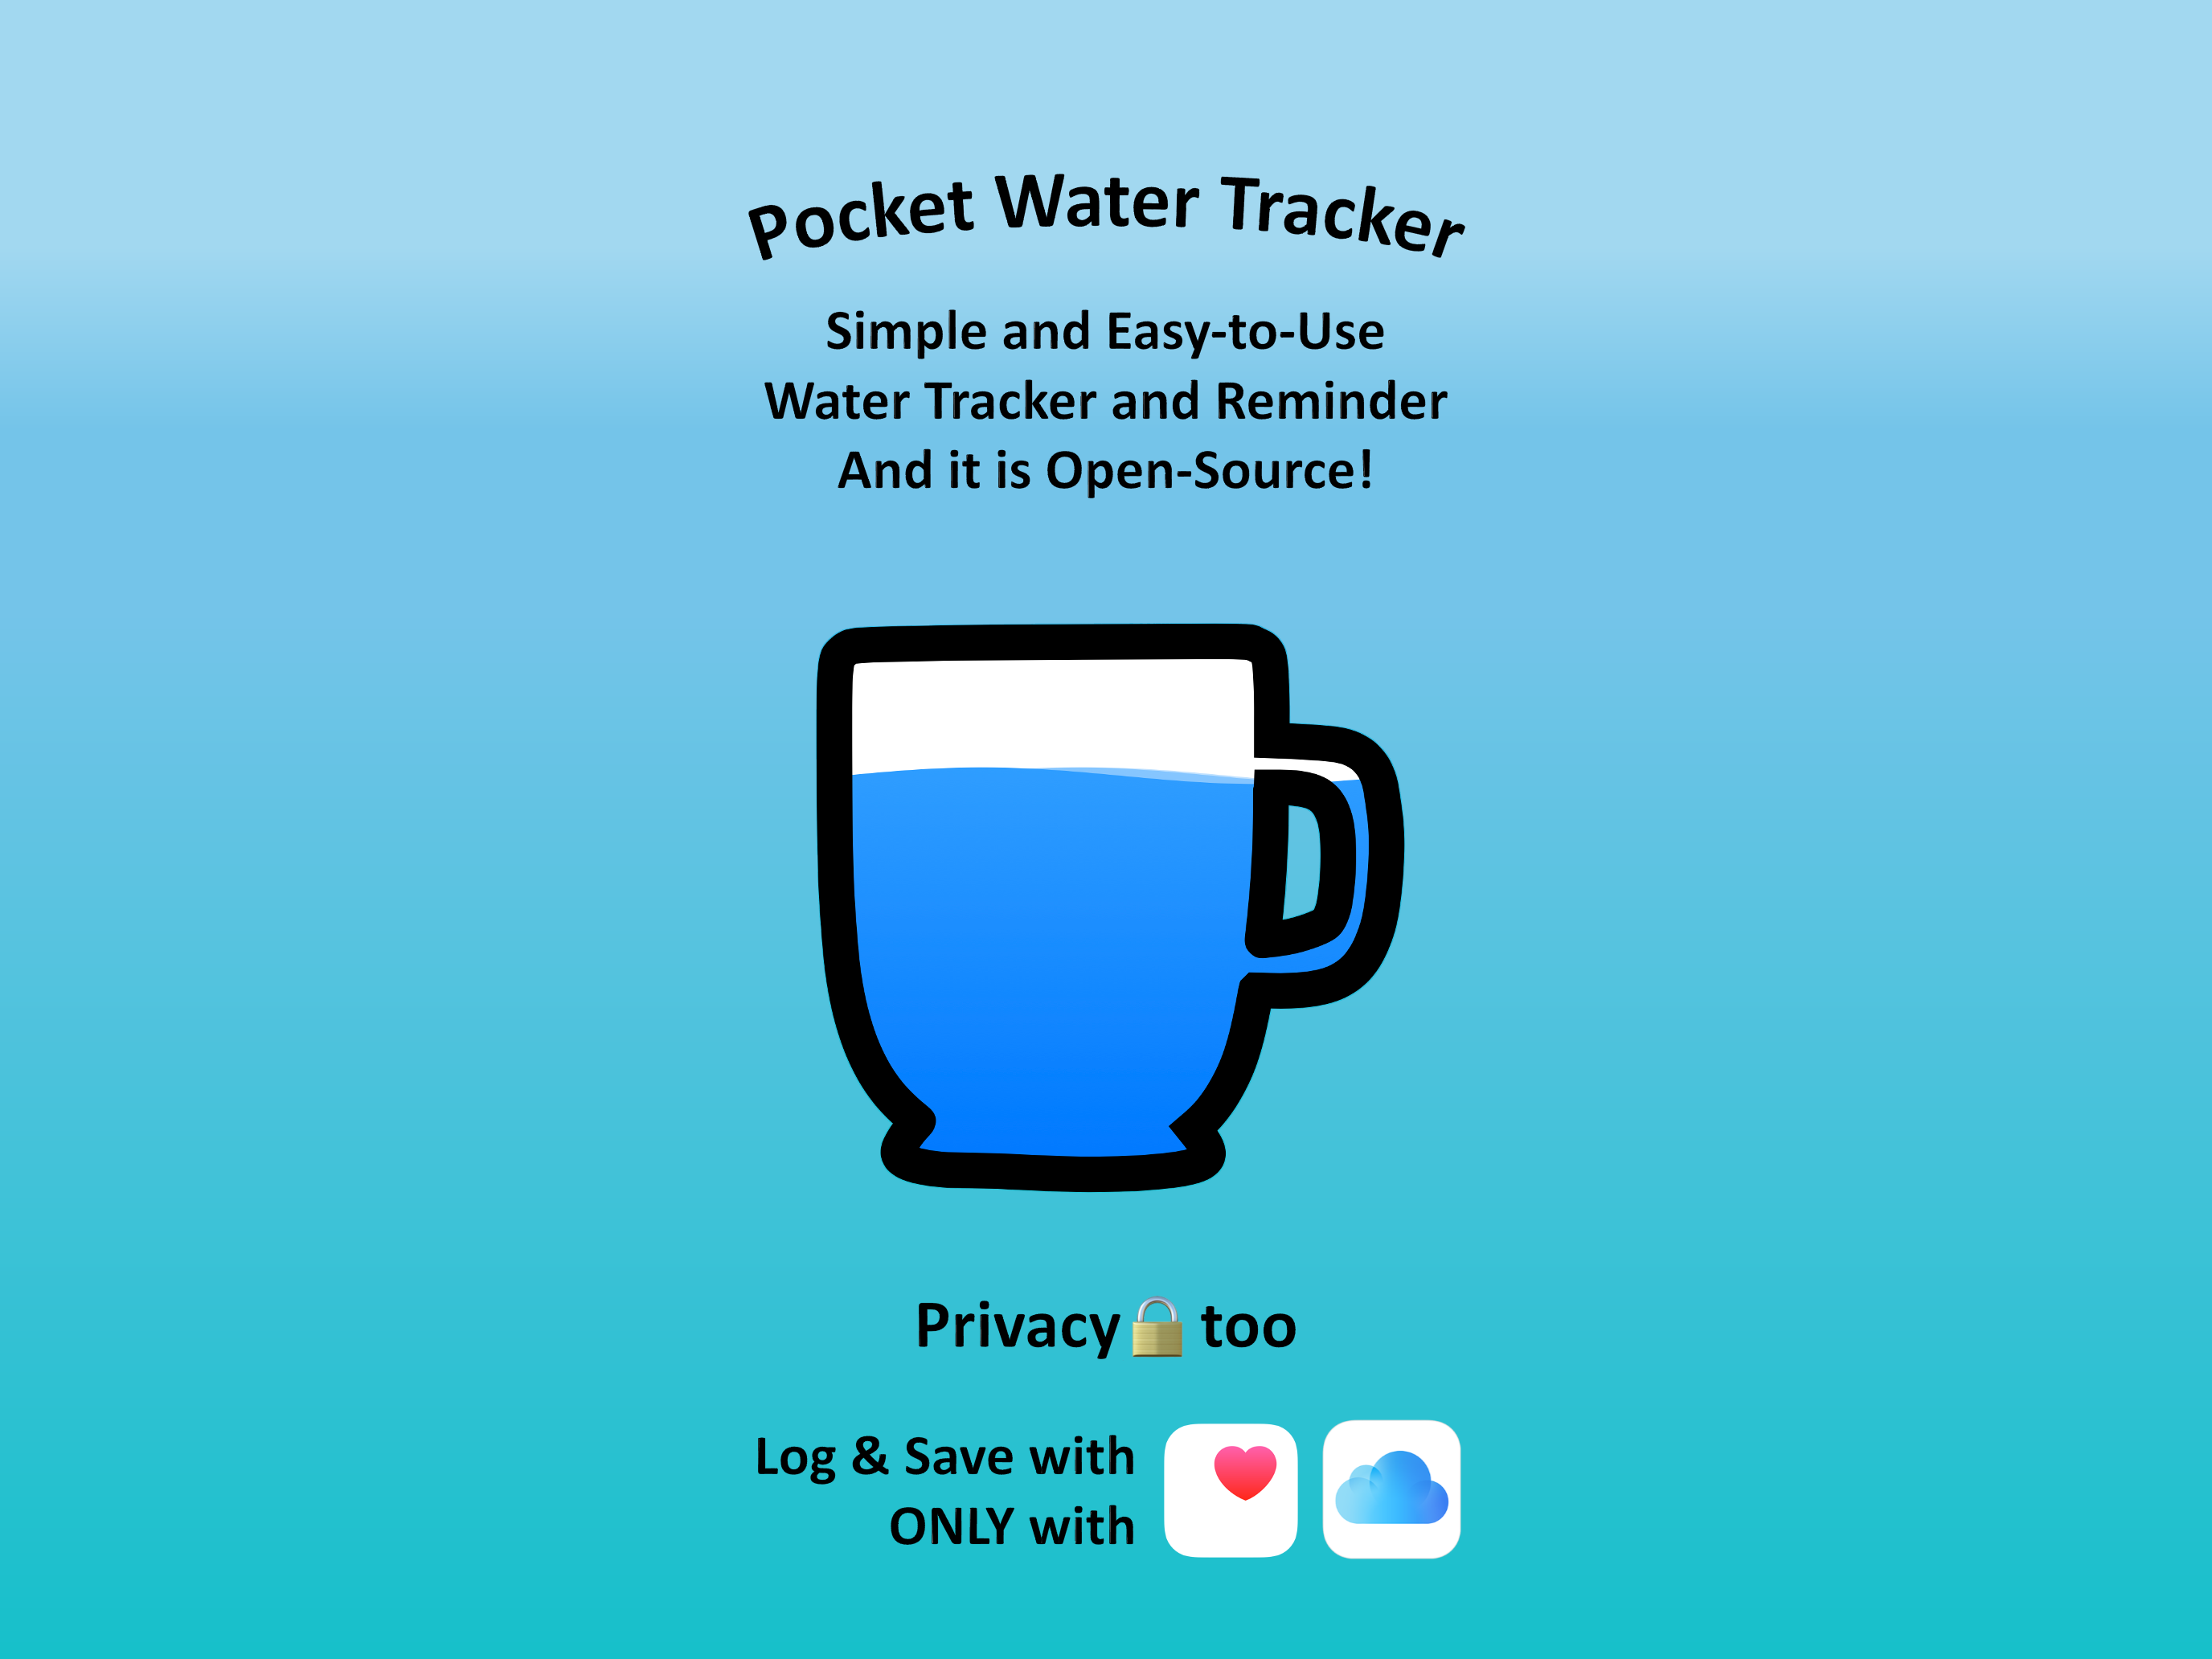 Pocket Water Tracker
Simple and Easy-to-Use
Water Tracker and Reminder
And it is Open-Source!
Privacy🔒 too
Log & Save with
ONLY with